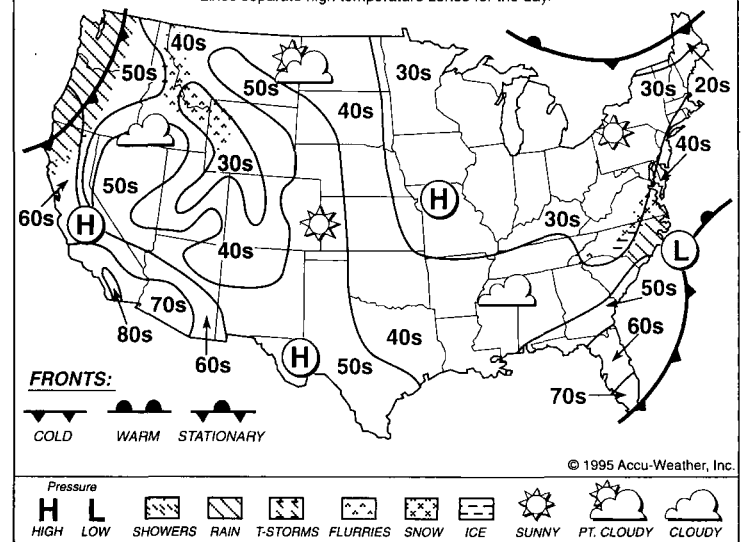 Lines separate high temperature zones for the day.
40s
50s
50s
30s
40s
30s
20s
40s
30s
50s
60s
H
H
30s
40s
L
70s
50s
80s
60s
60s
H
50s
40s
70s
FRONTS:
COLD WARM STATIONARY
© 1995 Accu-Weather, Inc.
Pressure
H L
HIGH LOW SHOWERS RAIN T-STORMS FLURRIES SNOW ICE SUNNY PT. CLOUDY CLOUDY